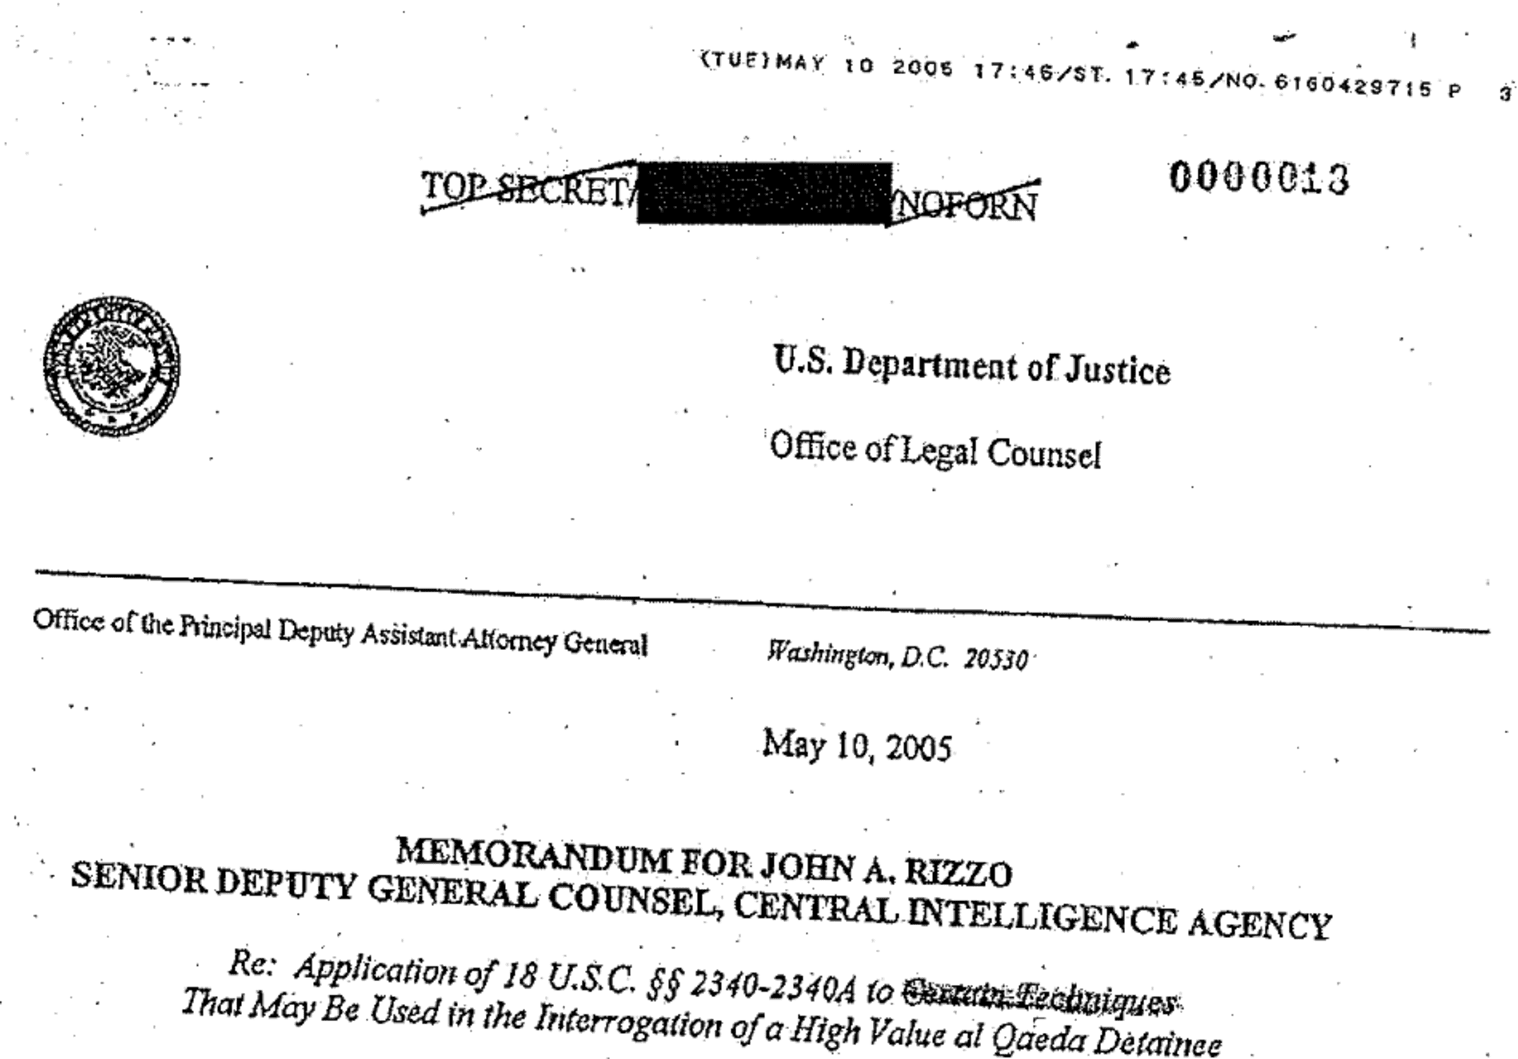 (TUE)MAY 10 2005 17:46/ST. 17:45/NO. 6160429715 P 3
TOP SECRET/ /NOFORN 0000013
U.S. Department of Justice
Office of Legal Counsel
Office of the Principal Deputy Assistant Attorney General Washington, D.C. 20530
May 10, 2005
MEMORANDUM FOR JOHN A. RIZZO
SENIOR DEPUTY GENERAL COUNSEL, CENTRAL INTELLIGENCE AGENCY
Re: Application of 18 U.S.C. §§ 2340-2340A to Certain Techniques
That May Be Used in the Interrogation of a High Value al Qaeda Detainee